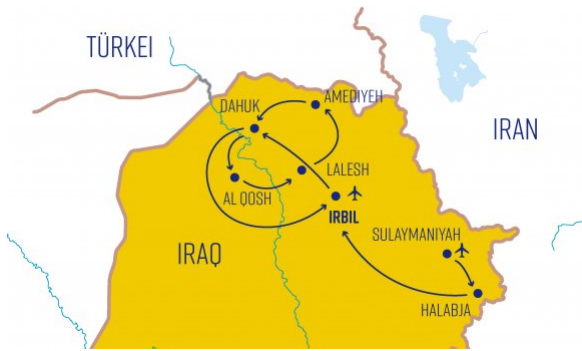 TÜRKEI
DAHUK
AMEDIYEH
IRAN
LALESH
AL QOSH
IRBIL
SULAYMANIYAH
IRAQ
HALABJA